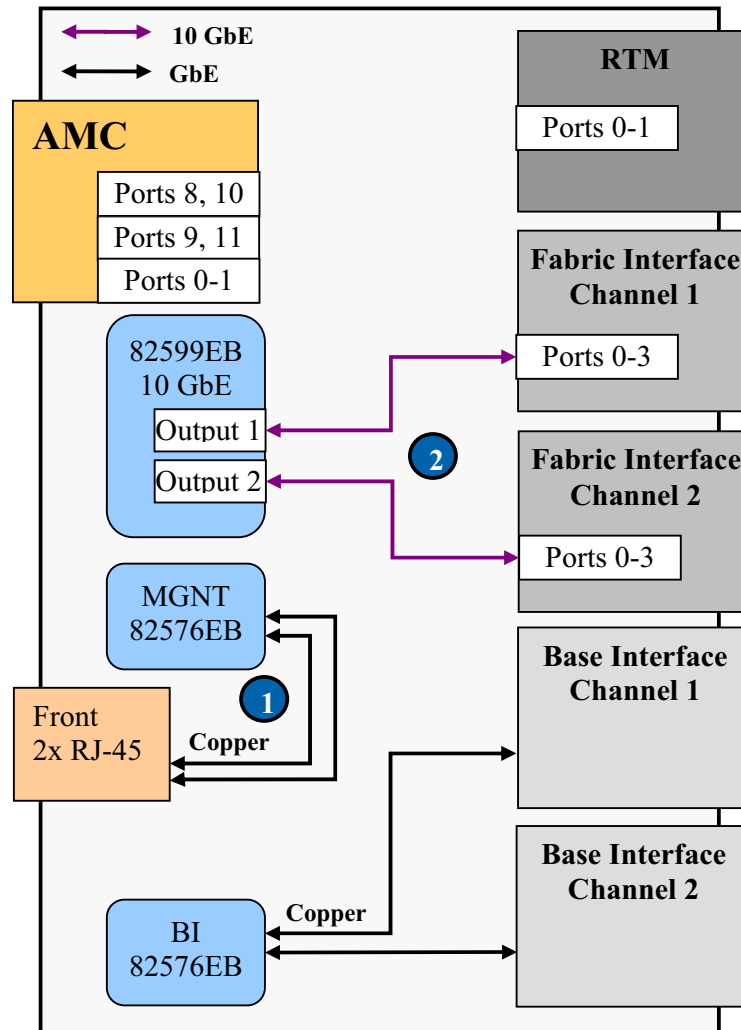 10 GbE
GbE
RTM
Ports 0-1
AMC
Ports 8, 10
Ports 9, 11
Ports 0-1
Fabric Interface
Channel 1
Ports 0-3
82599EB
10 GbE
Output 1
Output 2
2
Fabric Interface
Channel 2
Ports 0-3
MGNT
82576EB
1
Front
2x RJ-45
Copper
Base Interface
Channel 1
Base Interface
Channel 2
Copper
BI
82576EB